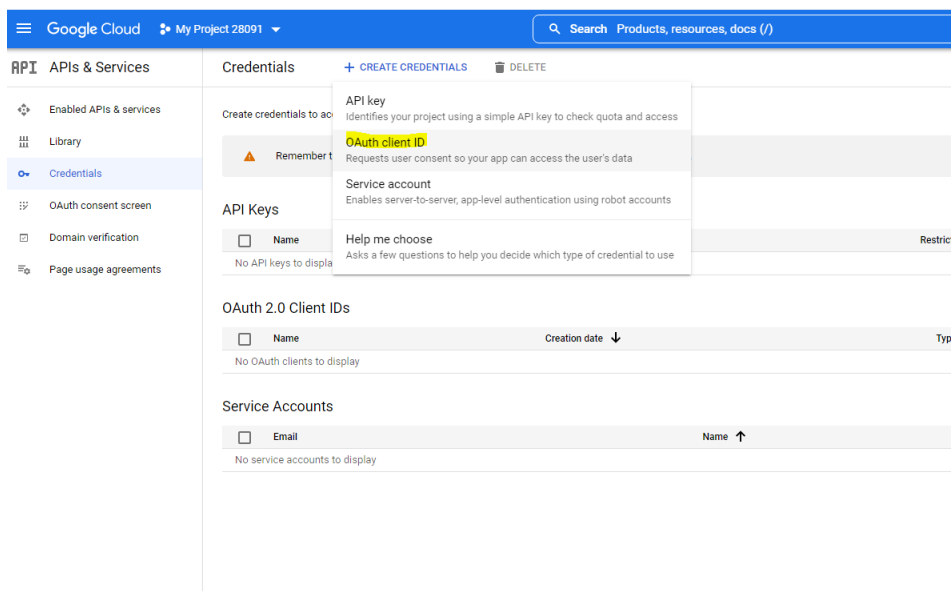 Google Cloud My Project 28091 Search Products, resources, docs (/)
API APIs & Services Credentials + CREATE CREDENTIALS DELETE
API key
Enabled APIs & services Create credentials to Identifies your project using a simple API key to check quota and access
Library OAuth client ID
Remember Requests user consent so your app can access the user's data
Credentials
Service account
OAuth consent screen API Keys Enables server-to-server, app-level authentication using robot accounts
Domain verification Name Help me choose
Asks a few questions to help you decide which type of credential to use
Page usage agreements No API keys to
OAuth 2.0 Client IDs
Name Creation date
No OAuth clients to display
Service Accounts
Email Name
No service accounts to display